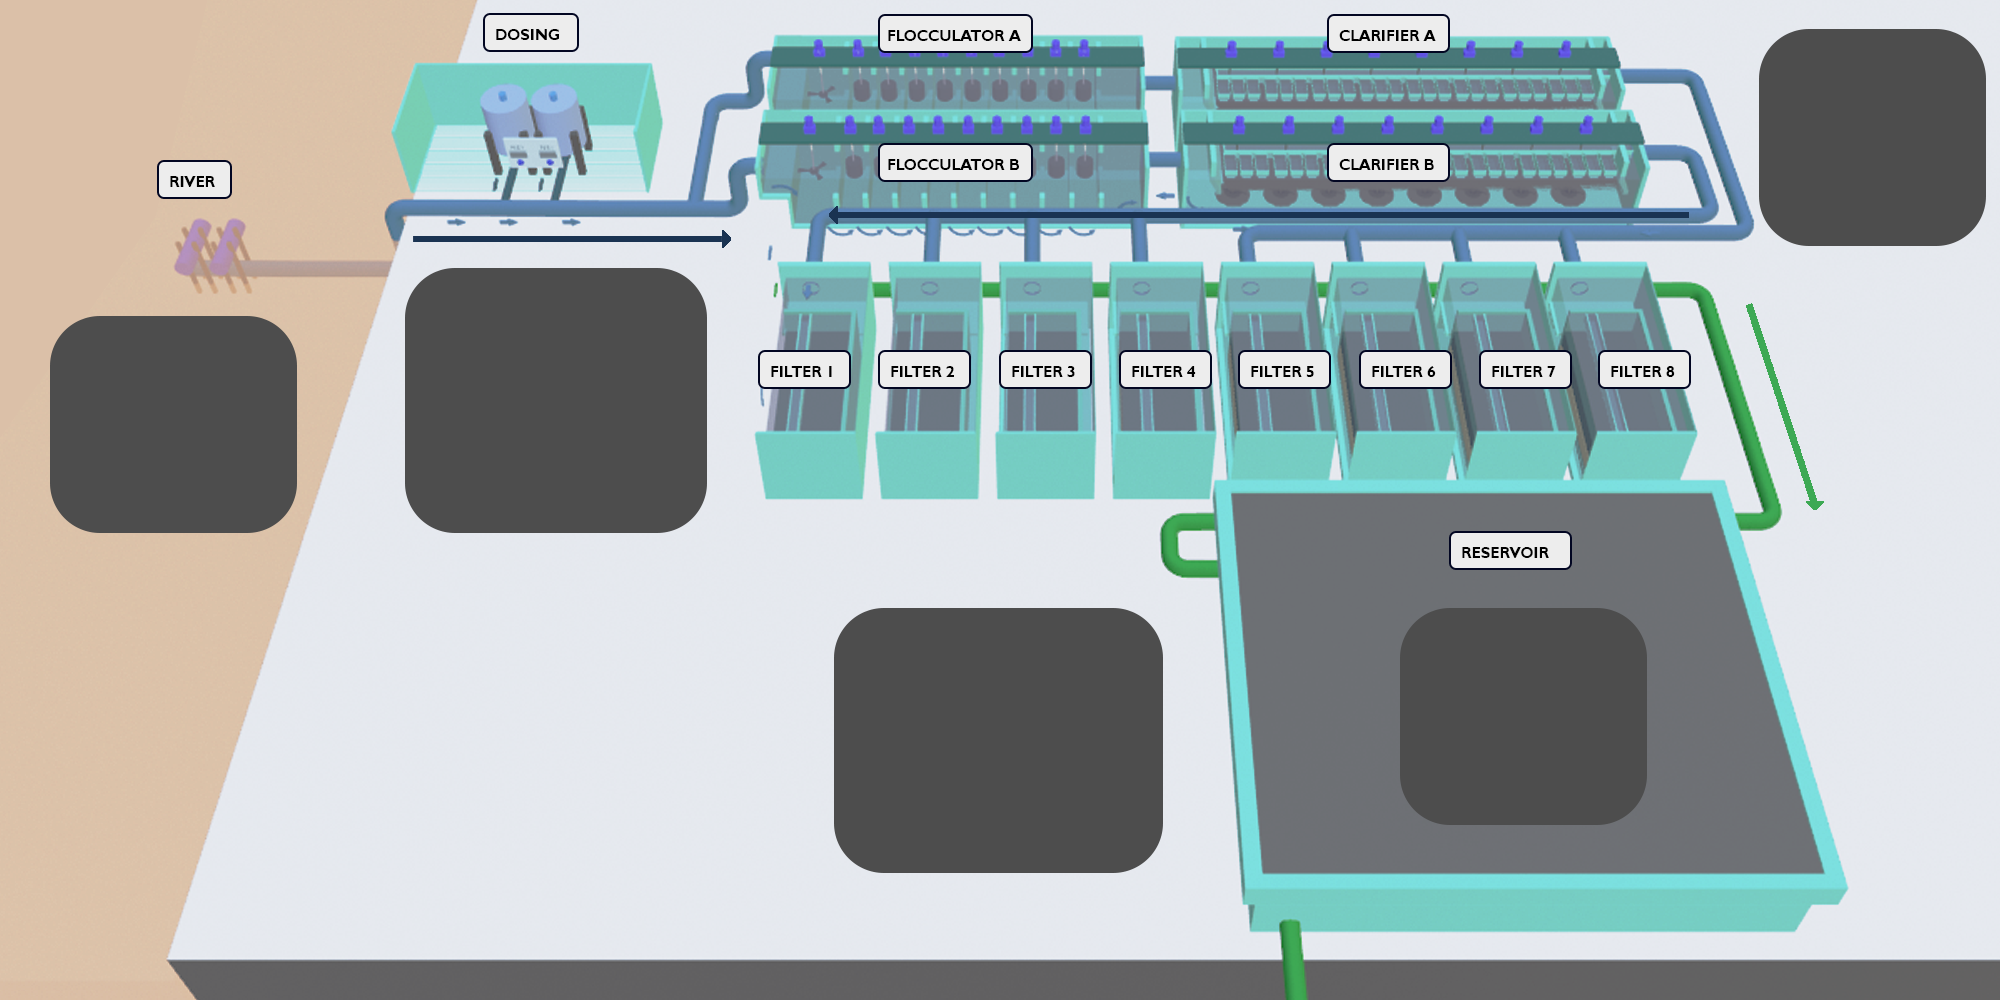 DOSING
FLOCCULATOR A
CLARIFIER A
FLOCCULATOR B
CLARIFIER B
RIVER
FILTER 1
FILTER 2
FILTER 3
FILTER 4
FILTER 5
FILTER 6
FILTER 7
FILTER 8
RESERVOIR